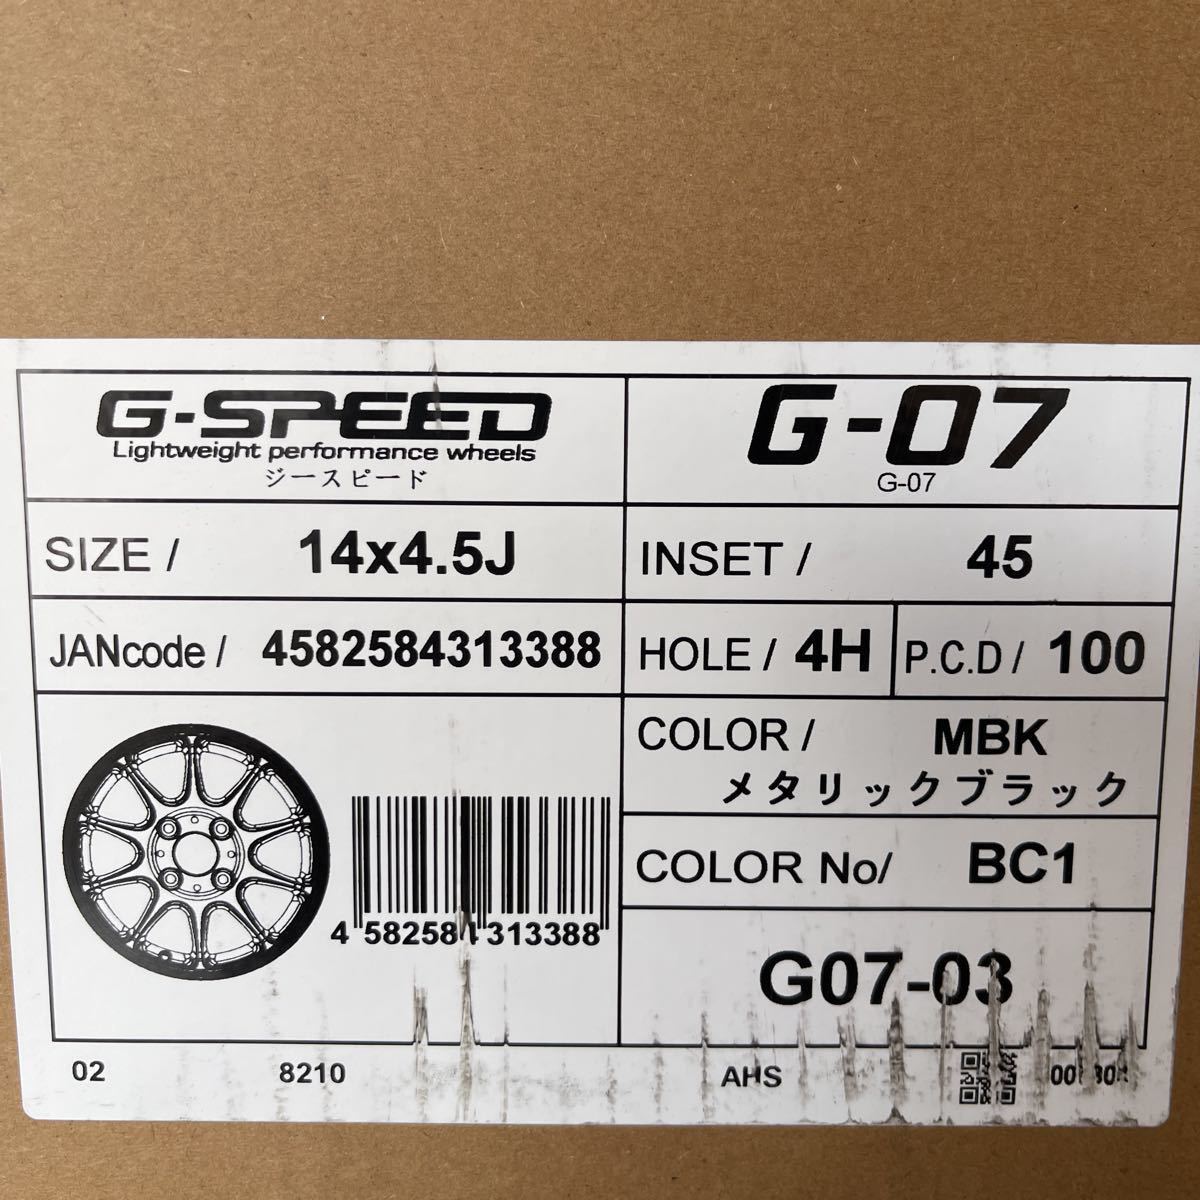 G-SPEED
Lightweight performance wheels
ジースピード
G-07
G-07
SIZE / 14x4.5J
INSET / 45
JANcode / 4582584313388
HOLE / 4H
P.C.D / 100
COLOR / MBK
メタリックブラック
COLOR No/ BC1
4 582584 313388
G07-03
02 8210 AHS